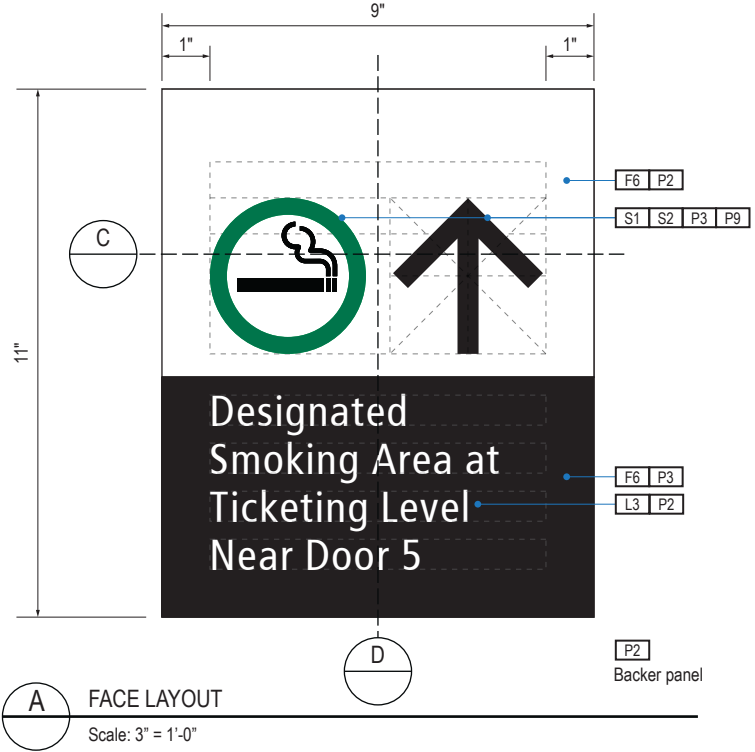 9"
1"
1"
F6 P2
S1 S2 P3 P9
C
11"
Designated
Smoking Area at
Ticketing Level
Near Door 5
F6 P3
L3 P2
D
P2
Backer panel
A
FACE LAYOUT
Scale: 3” = 1’-0”